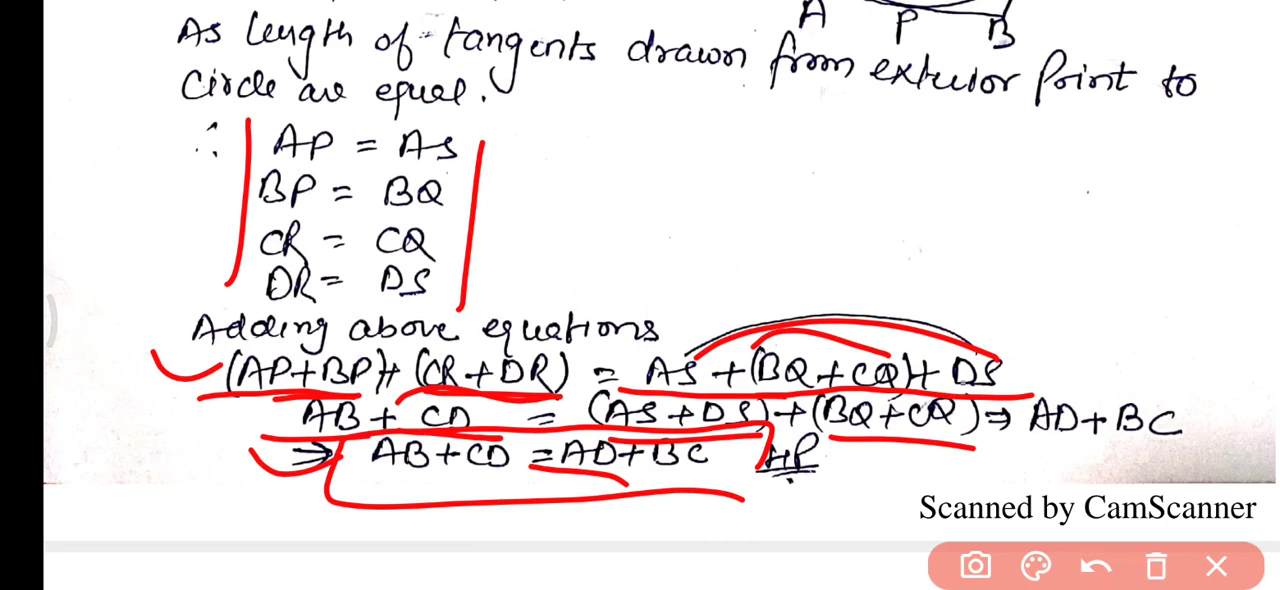 A P B
As length of tangents drawn from exterior point to
Circle are equal.
∴ AP = AS
BP = BQ
CR = CQ
DR = DS
Adding above equations
(AP+BP)+(CR+DR) = AS+(BQ+CQ)+DS
AB+CD = (AS+DS)+(BQ+CQ)⇒AD+BC
⇒ AB+CD =AD+BC HP
Scanned by CamScanner